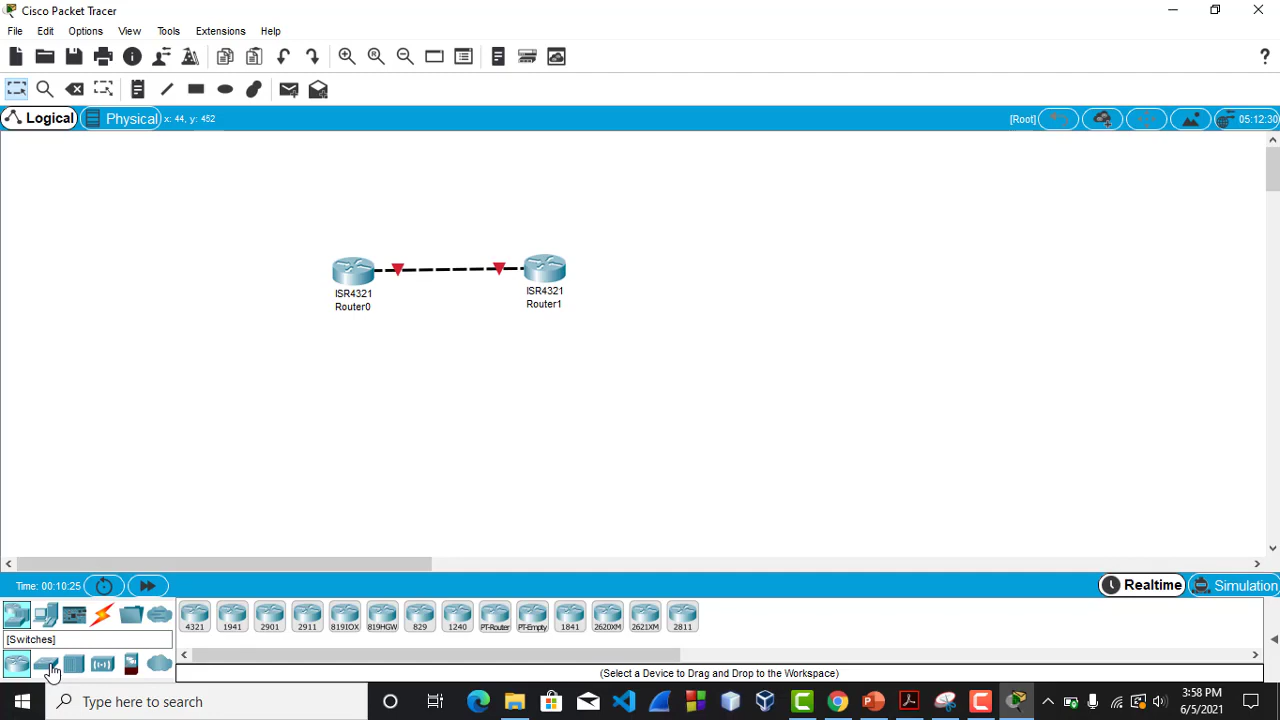 Cisco Packet Tracer
File Edit Options View Tools Extensions Help
?
Logical Physical x: 44, y: 452 [Root] 05:12:30
ISR4321
Router0
ISR4321
Router1
Time: 00:10:25 Realtime Simulation
4321 1941 2901 2911 819IOX 819HGW 829 1240 PT-Router PT-Empty 1841 2620XM 2621XM 2811
[Switches]
(Select a Device to Drag and Drop to the Workspace)
Type here to search
3:58 PM
6/5/2021